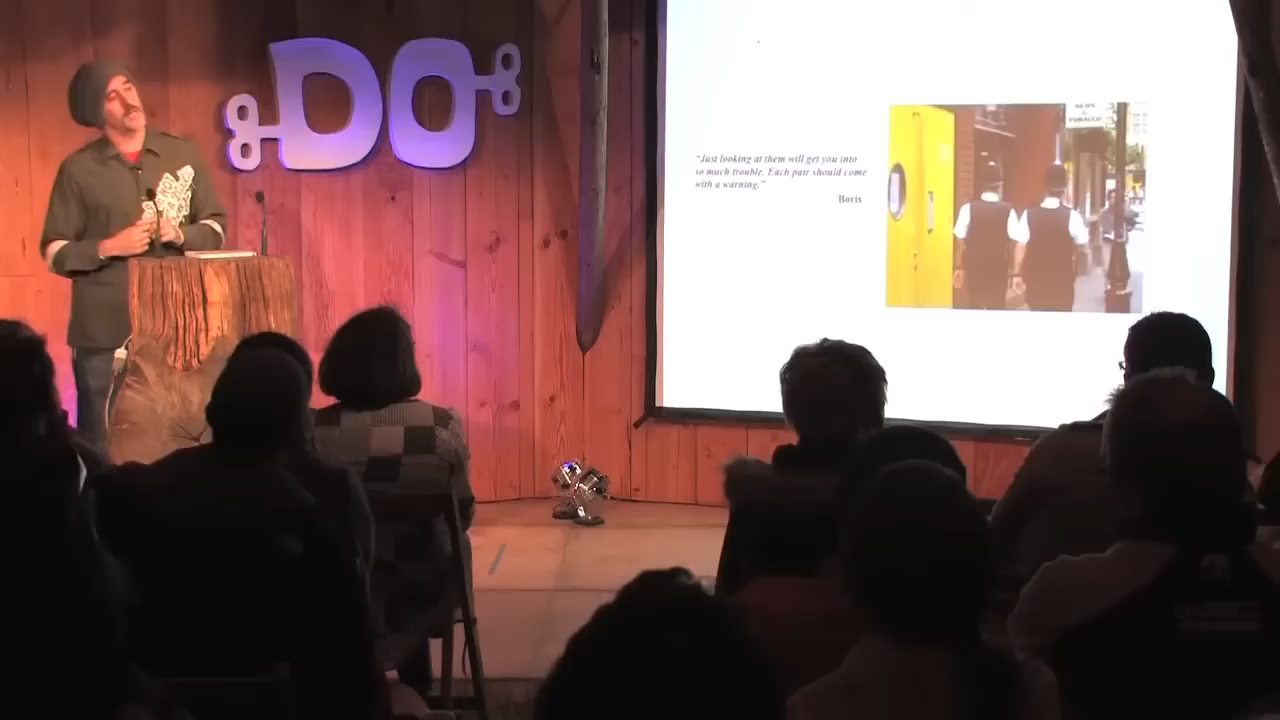 DO
"Just looking at them will get you into
so much trouble. Each pair should come
with a warning."
Boris
NEWS
&
TOBACCO